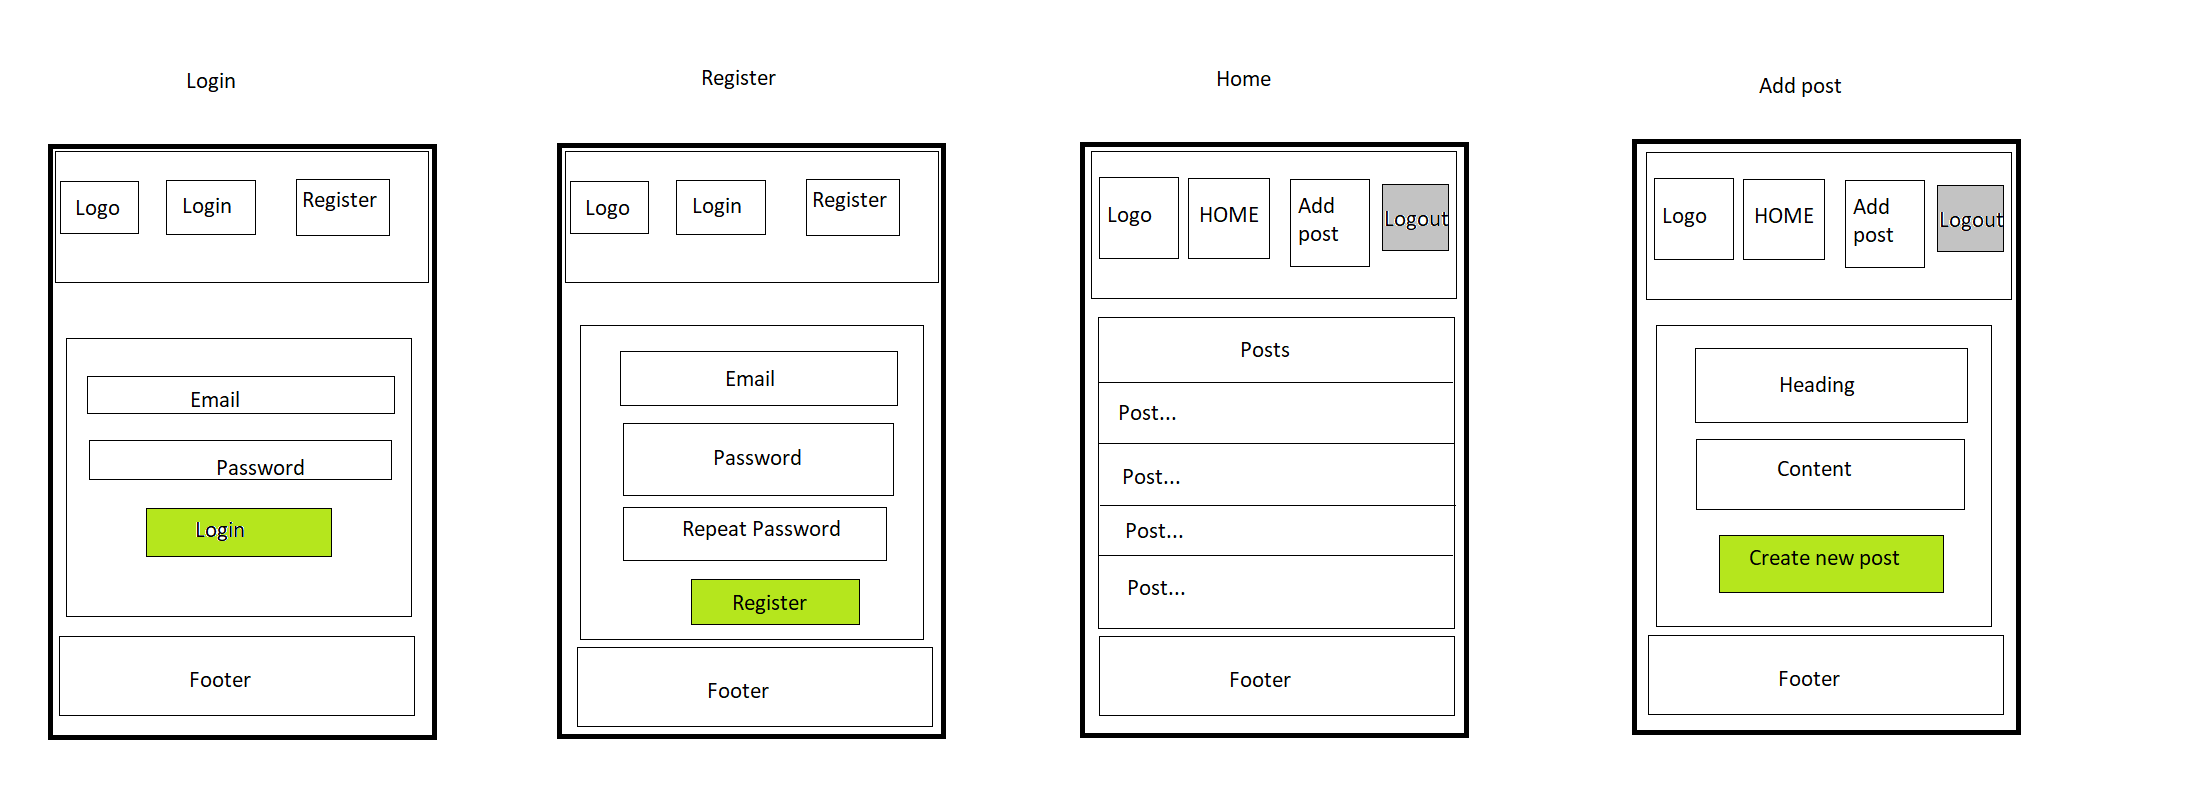 Login
Logo
Login
Register
Email
Password
Login
Footer
Register
Logo
Login
Register
Email
Password
Repeat Password
Register
Footer
Home
Logo
HOME
Add
post
Logout
Posts
Post...
Post...
Post...
Post...
Footer
Add post
Logo
HOME
Add
post
Logout
Heading
Content
Create new post
Footer